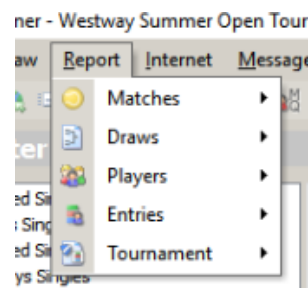 ner - Westway Summer Open Tour
aw Report Internet Message
ter
Matches
Draws
Players
ed Si
Entries
s Sing
ed Si
Tournament
ys Singles